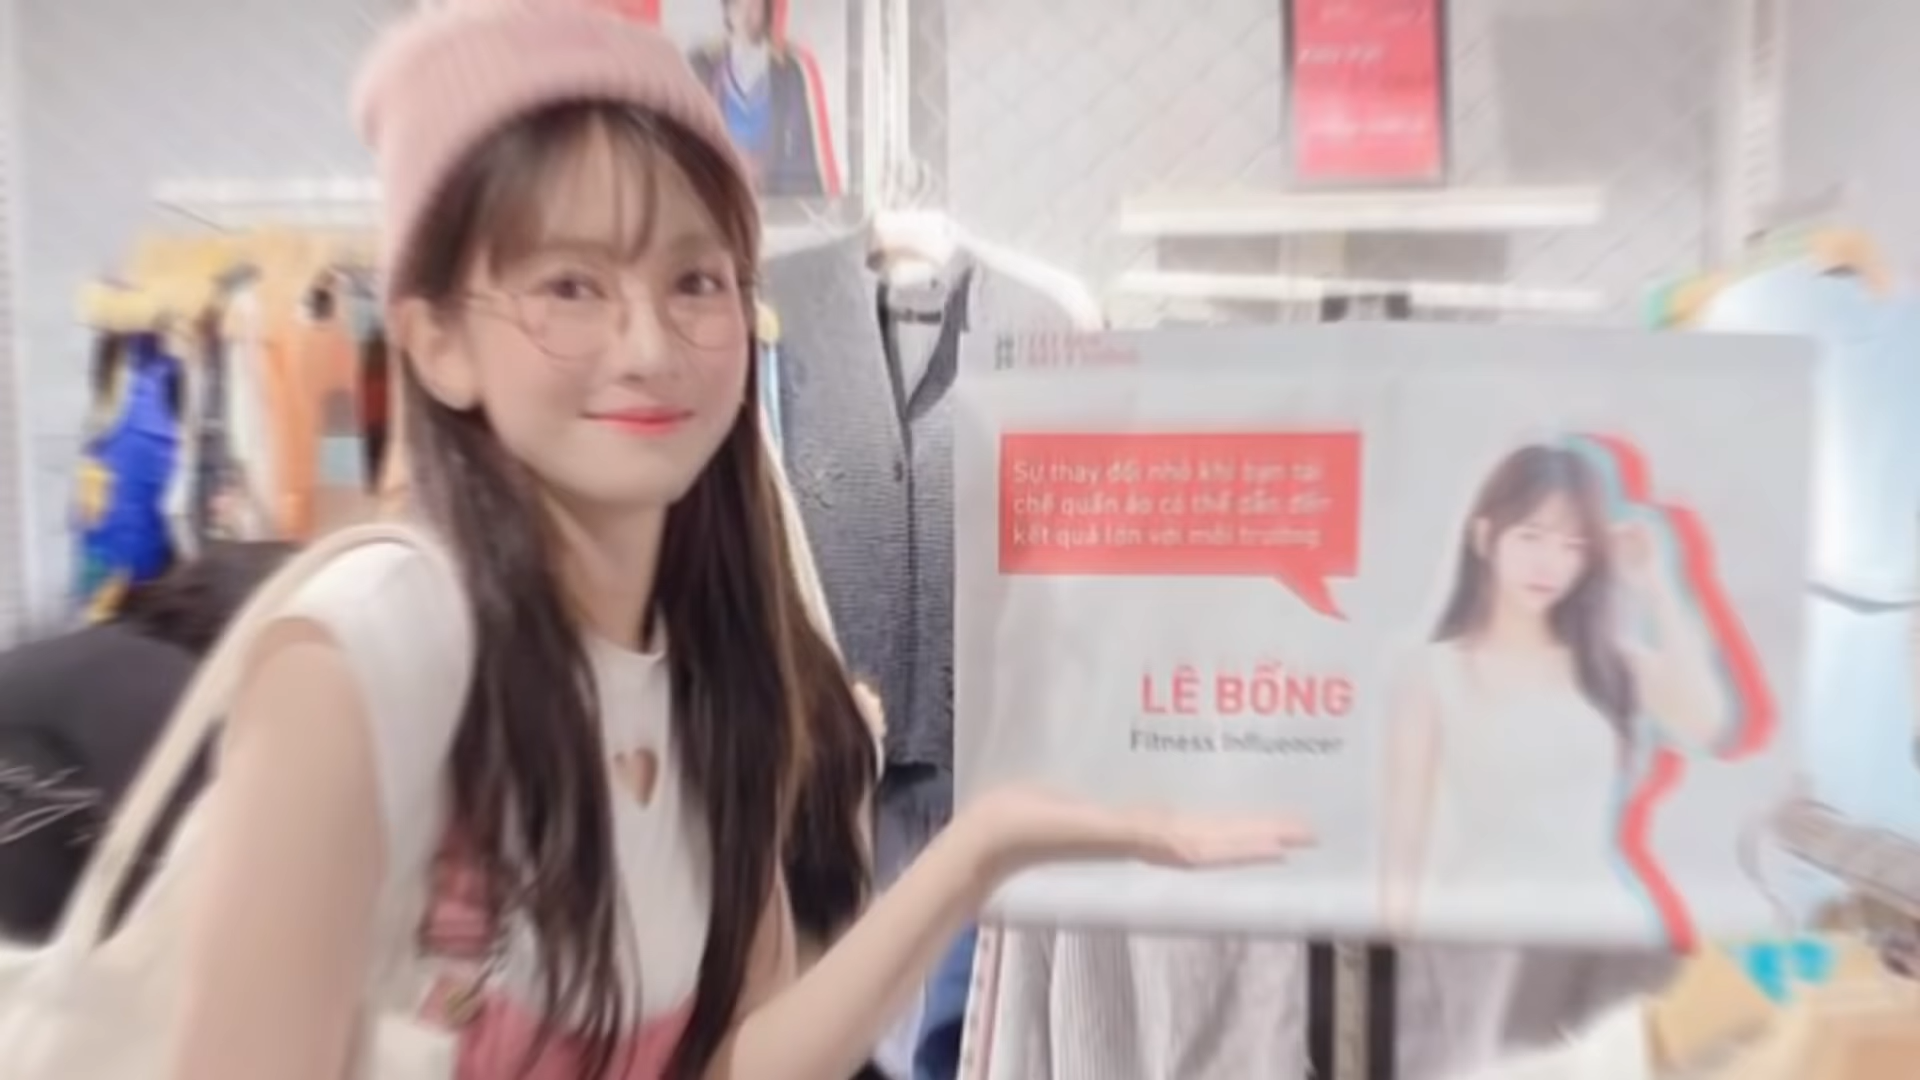 Sự thay đổi nhỏ khi bạn tái
chế quần áo có thể dẫn đến
kết quả lớn với môi trường
LÊ BỐNG
Fitness Influencer